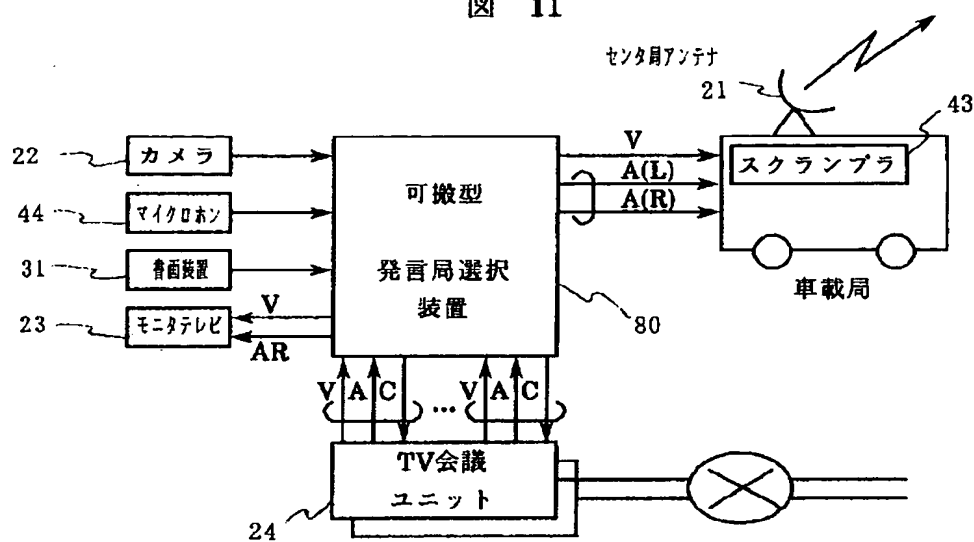 図 11
センタ局アンテナ
21
43
22
カメラ
44
マイクロホン
31
書画装置
23
モニタテレビ
V
AR
可搬型
発言局選択
装置
80
V
A(L)
A(R)
スクランブラ
車載局
V A C … V A C
TV会議
ユニット
24